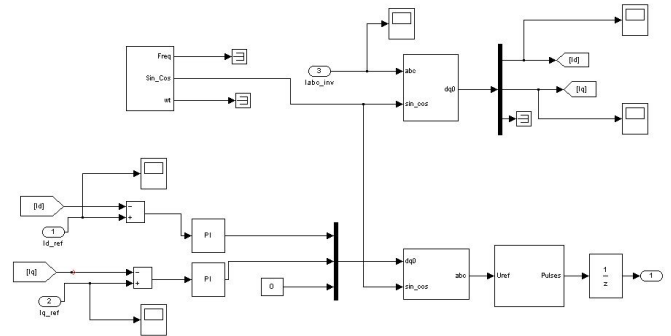 Freq
Sin_Cos
wt
3
Iabc_inv
abc
sin_cos
dq0
[Id]
[Iq]
[Id]
1
Id_ref
PI
[Iq]
2
Iq_ref
PI
0
dq0
sin_cos
abc
Uref
Pulses
1
z
1